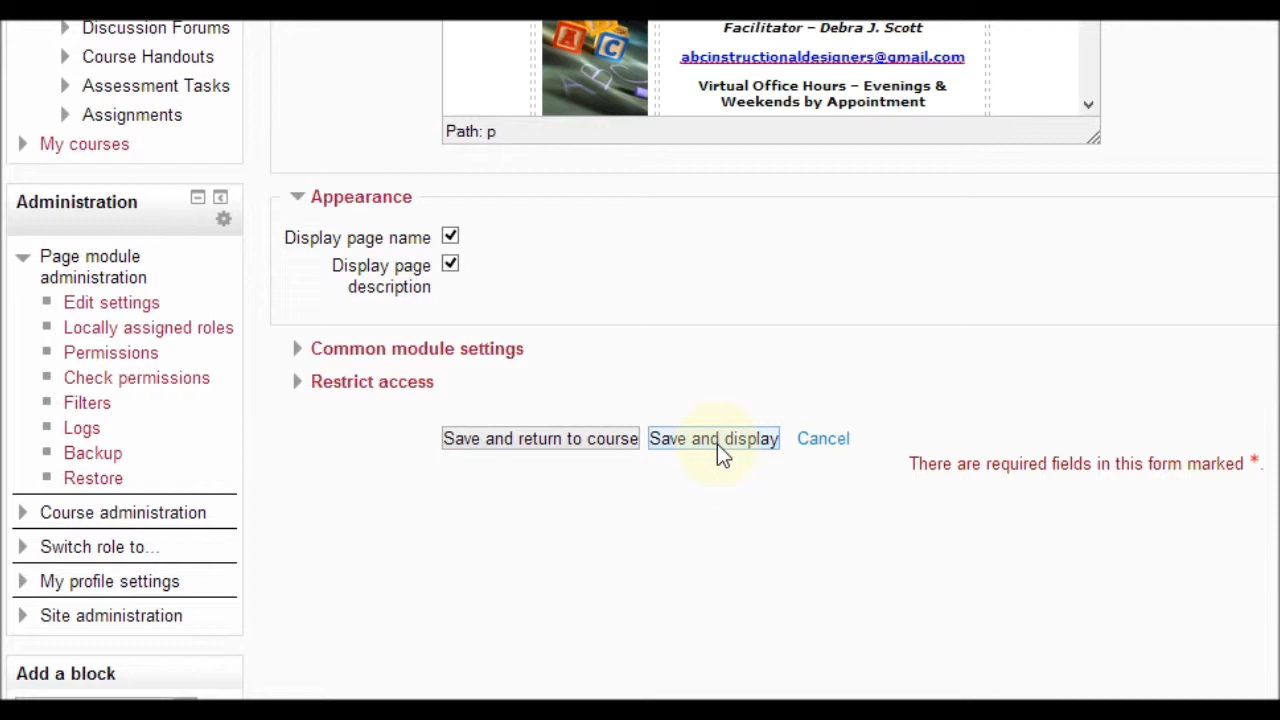 Discussion Forums
Course Handouts
Assessment Tasks
Assignments
My courses
Administration
Page module
administration
Edit settings
Locally assigned roles
Permissions
Check permissions
Filters
Logs
Backup
Restore
Course administration
Switch role to...
My profile settings
Site administration
Add a block
Facilitator – Debra J. Scott
abcinstructionaldesigners@gmail.com
Virtual Office Hours – Evenings &
Weekends by Appointment
Path: p
Appearance
Display page name
Display page
description
Common module settings
Restrict access
Save and return to course Save and display Cancel
There are required fields in this form marked *.